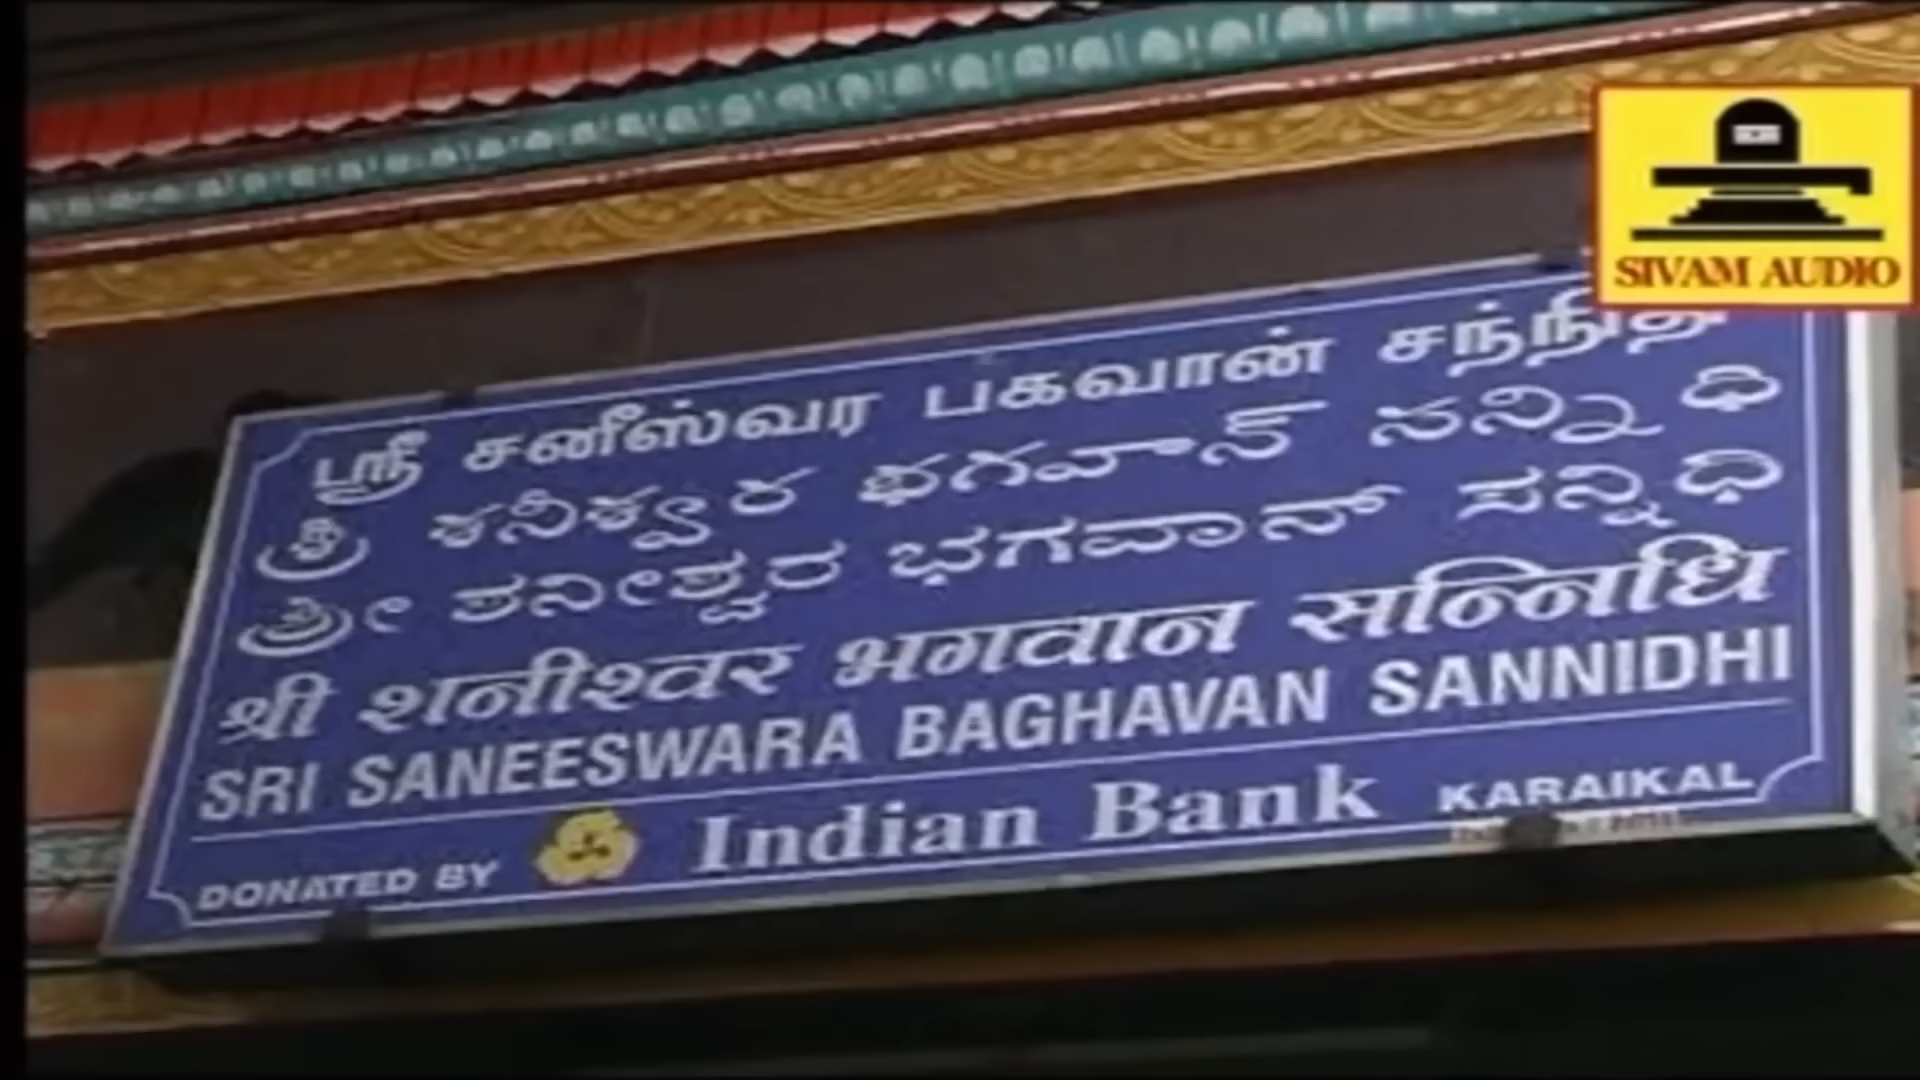 SIVAM AUDIO
ஸ்ரீ சனீஸ்வர பகவான் சந்நிதி
శ్రీ శనీశ్వర భగవాన్ సన్నిధి
ಶ್ರೀ ಶನೀಶ್ವರ ಭಗವಾನ್ ಸನ್ನಿಧಿ
श्री शनीश्वर भगवान सन्निधि
SRI SANEESWARA BAGHAVAN SANNIDHI
DONATED BY Indian Bank KARAIKAL